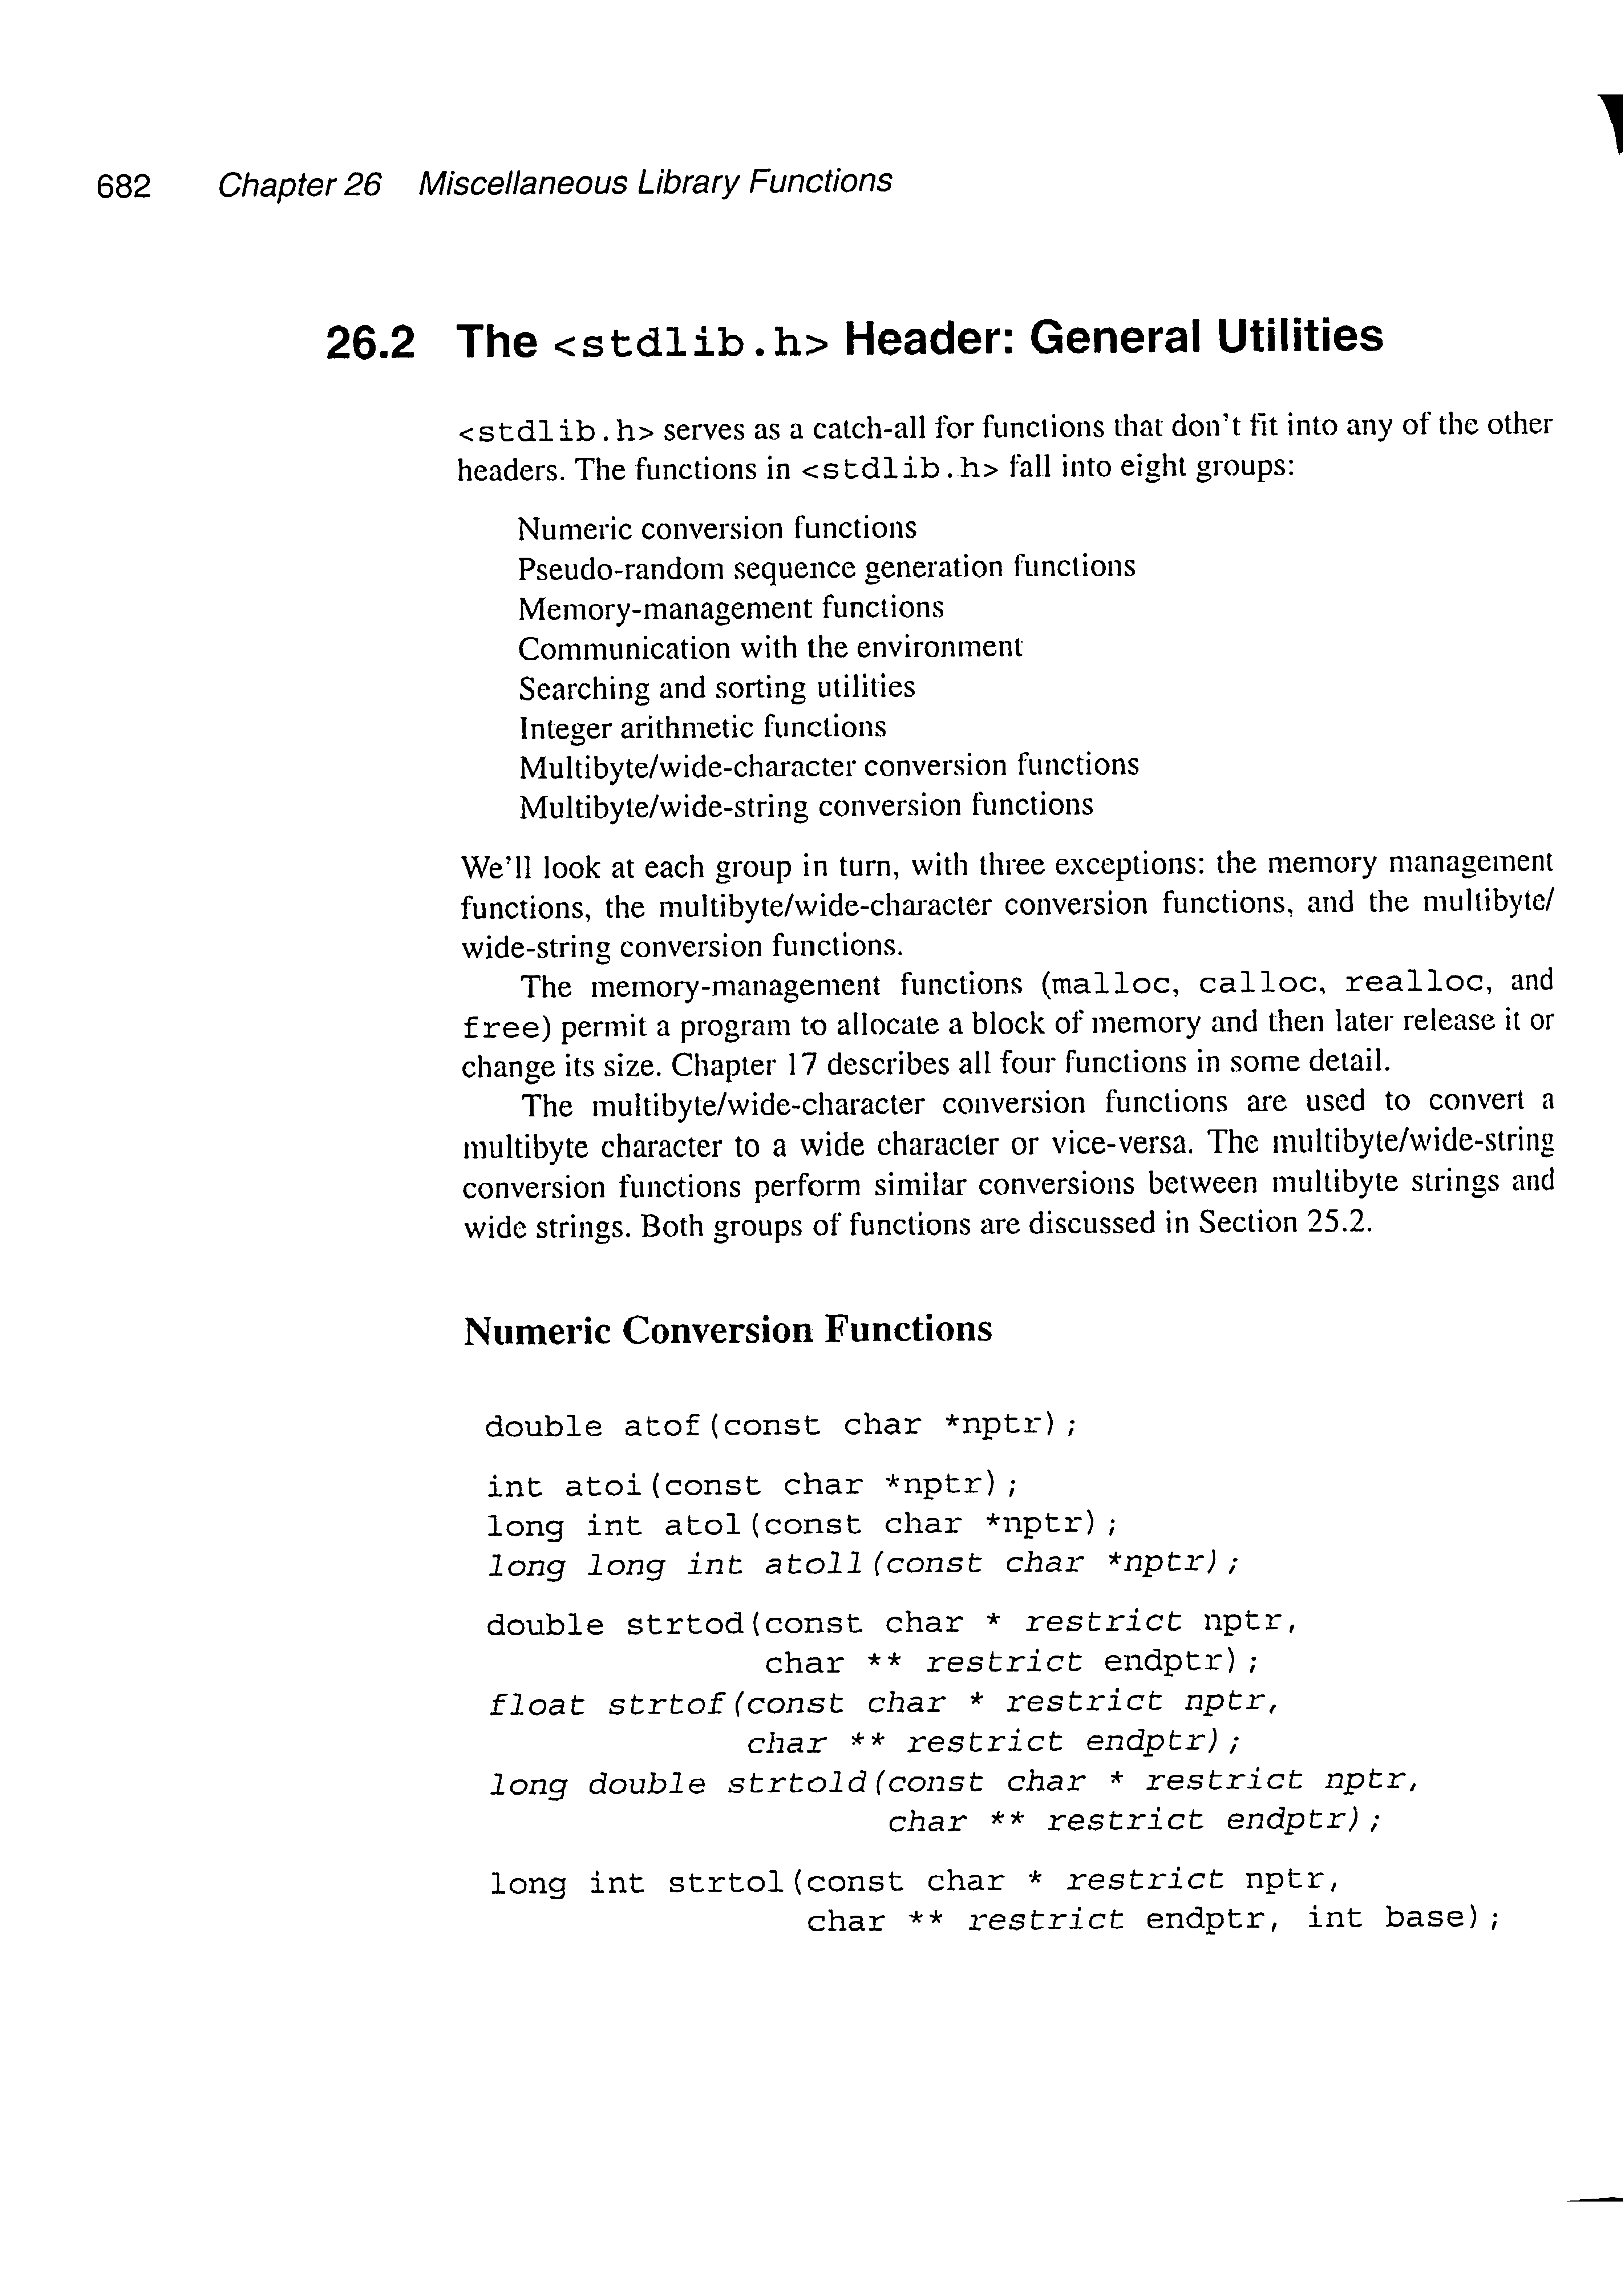 682 Chapter 26 Miscellaneous Library Functions
26.2 The <stdlib.h> Header: General Utilities
<stdlib.h> serves as a catch-all for functions that don't fit into any of the other
headers. The functions in <stdlib.h> fall into eight groups:
Numeric conversion functions
Pseudo-random sequence generation functions
Memory-management functions
Communication with the environment
Searching and sorting utilities
Integer arithmetic functions
Multibyte/wide-character conversion functions
Multibyte/wide-string conversion functions
We'll look at each group in turn, with three exceptions: the memory management
functions, the multibyte/wide-character conversion functions, and the multibyte/
wide-string conversion functions.
The memory-management functions (malloc, calloc, realloc, and
free) permit a program to allocate a block of memory and then later release it or
change its size. Chapter 17 describes all four functions in some detail.
The multibyte/wide-character conversion functions are used to convert a
multibyte character to a wide character or vice-versa. The multibyte/wide-string
conversion functions perform similar conversions between multibyte strings and
wide strings. Both groups of functions are discussed in Section 25.2.
Numeric Conversion Functions
double atof(const char *nptr);
int atoi(const char *nptr);
long int atol(const char *nptr);
long long int atoll(const char *nptr);
double strtod(const char * restrict nptr,
char ** restrict endptr);
float strtof(const char * restrict nptr,
char ** restrict endptr);
long double strtold(const char * restrict nptr,
char ** restrict endptr);
long int strtol(const char * restrict nptr,
char ** restrict endptr, int base);